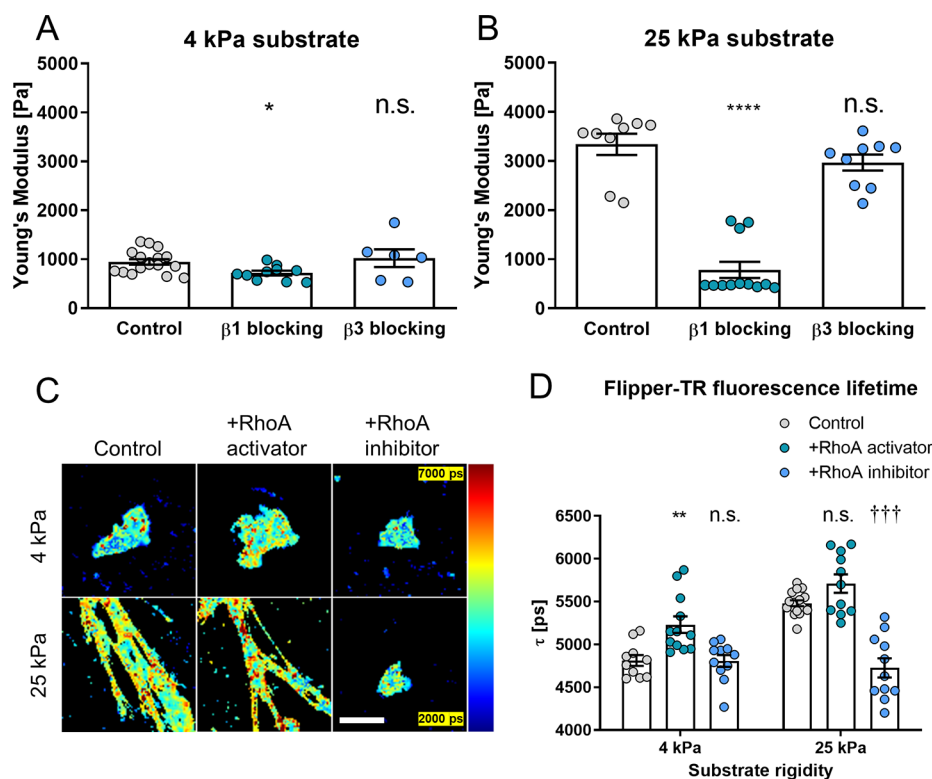 A
4 kPa substrate
Young's Modulus [Pa]
5000
4000
3000
2000
1000
0
*
n.s.
Control
β1 blocking
β3 blocking
B
25 kPa substrate
Young's Modulus [Pa]
5000
4000
3000
2000
1000
0
****
n.s.
Control
β1 blocking
β3 blocking
C
Control
+RhoA
activator
+RhoA
inhibitor
4 kPa
25 kPa
7000 ps
2000 ps
D
Flipper-TR fluorescence lifetime
Control
+RhoA activator
+RhoA inhibitor
τ [ps]
6500
6000
5500
5000
4500
4000
**
n.s.
n.s.
†††
4 kPa
25 kPa
Substrate rigidity